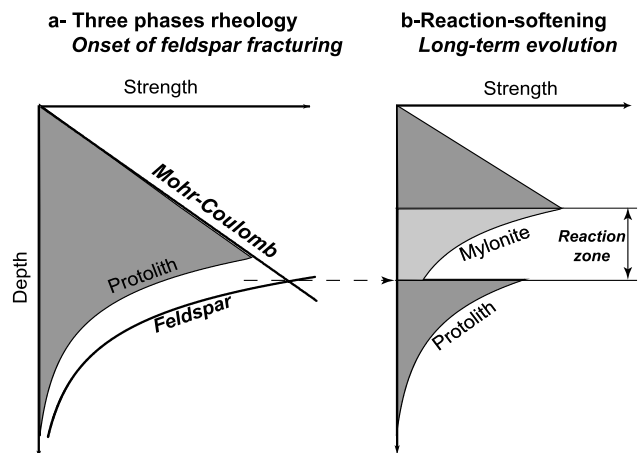 a- Three phases rheology
Onset of feldspar fracturing
Strength
Depth
Mohr-Coulomb
Protolith
Feldspar
b-Reaction-softening
Long-term evolution
Strength
Mylonite
Reaction
zone
Protolith